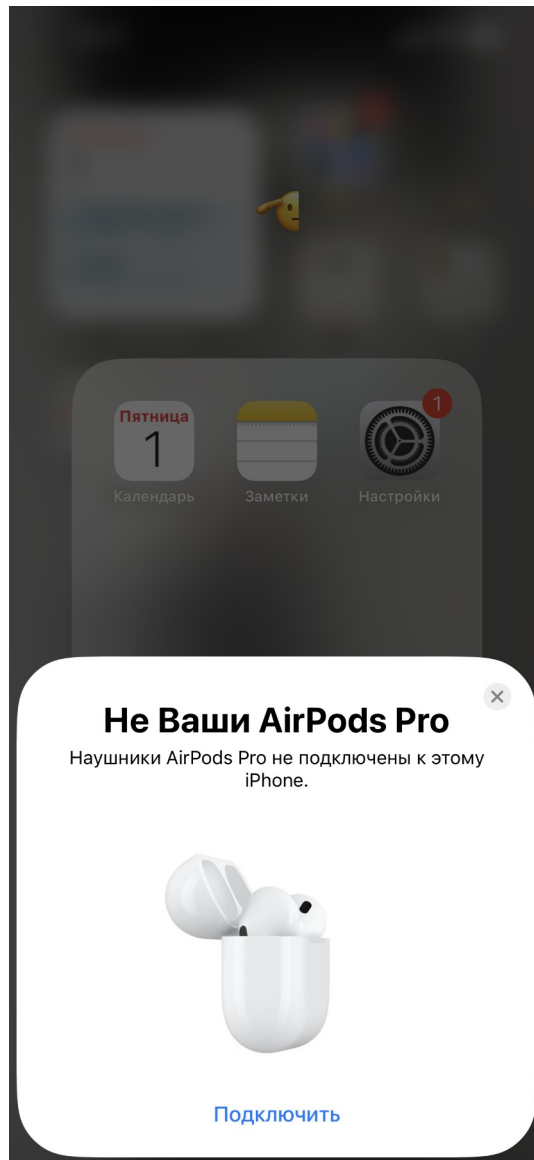 Пятница
1
1
Календарь
Заметки
Настройки
Не Ваши AirPods Pro
Наушники AirPods Pro не подключены к этому
iPhone.
Подключить